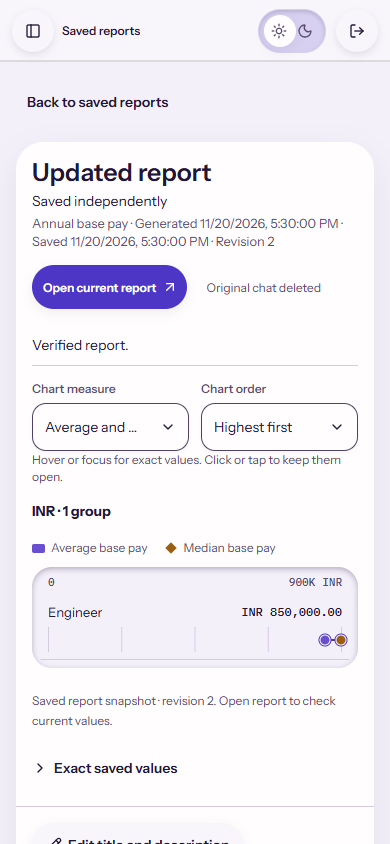 Saved reports
Back to saved reports
Updated report
Saved independently
Annual base pay · Generated 11/20/2026, 5:30:00 PM ·
Saved 11/20/2026, 5:30:00 PM · Revision 2
Open current report
Original chat deleted
Verified report.
Chart measure
Chart order
Average and ...
Highest first
Hover or focus for exact values. Click or tap to keep them
open.
INR · 1 group
Average base pay
Median base pay
0
900K INR
Engineer
INR 850,000.00
Saved report snapshot · revision 2. Open report to check
current values.
Exact saved values
Edit title and description